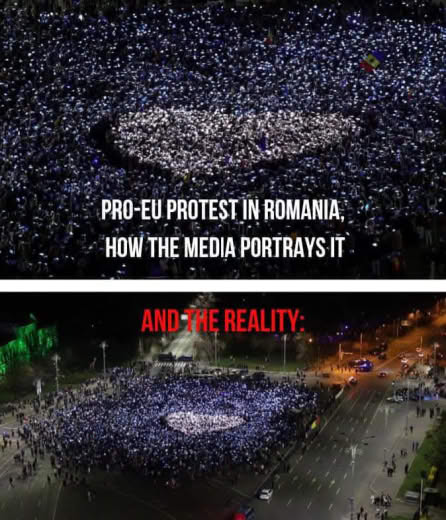 PRO-EU PROTEST IN ROMANIA,
HOW THE MEDIA PORTRAYS IT
AND THE REALITY: